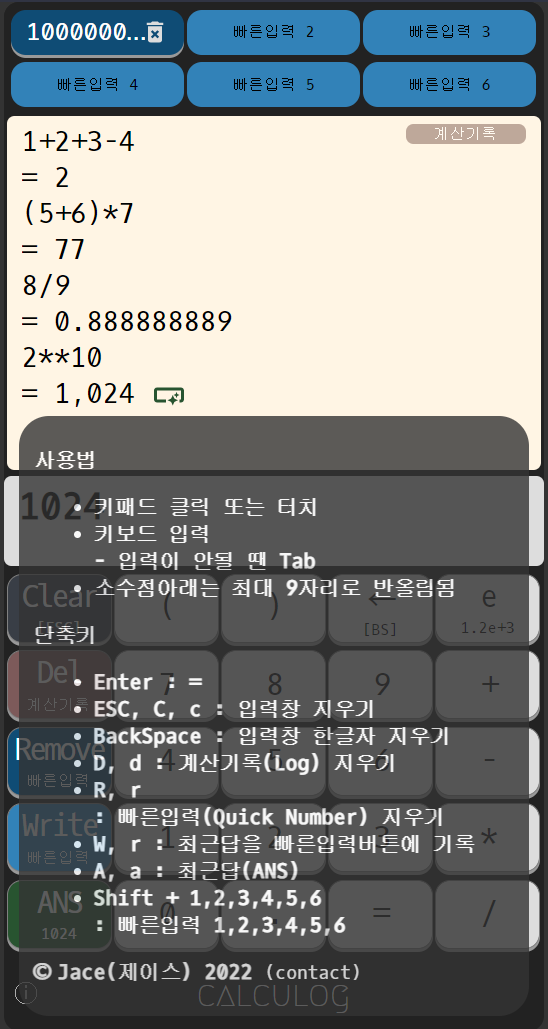 1000000...
빠른입력 2
빠른입력 3
빠른입력 4
빠른입력 5
빠른입력 6
계산기록
1+2+3-4
= 2
(5+6)*7
= 77
8/9
= 0.888888889
2**10
= 1,024
1024
사용법
• 키패드 클릭 또는 터치
• 키보드 입력
- 입력이 안될 땐 Tab
• 소수점아래는 최대 9자리로 반올림됨
단축키
• Enter : =
• ESC, C, c : 입력창 지우기
• BackSpace : 입력창 한글자 지우기
• D, d : 계산기록(Log) 지우기
• R, r
: 빠른입력(Quick Number) 지우기
• W, r : 최근답을 빠른입력버튼에 기록
• A, a : 최근답(ANS)
• Shift + 1,2,3,4,5,6
: 빠른입력 1,2,3,4,5,6
© Jace(제이스) 2022 (contact)
Clear
[ESC]
(
)
←
[BS]
e
1.2e+3
Del
계산기록
7
8
9
+
Remove
빠른입력
4
5
6
-
Write
빠른입력
1
2
3
*
ANS
1024
0
.
=
/
CALCULOG